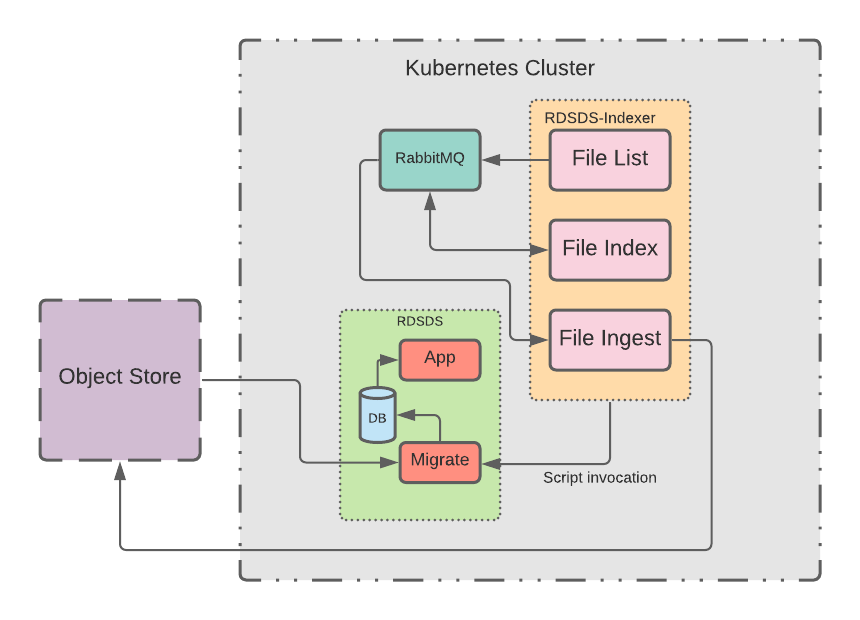 Kubernetes Cluster
RDSDS-Indexer
RabbitMQ
File List
File Index
File Ingest
RDSDS
App
Object Store
DB
Migrate
Script invocation